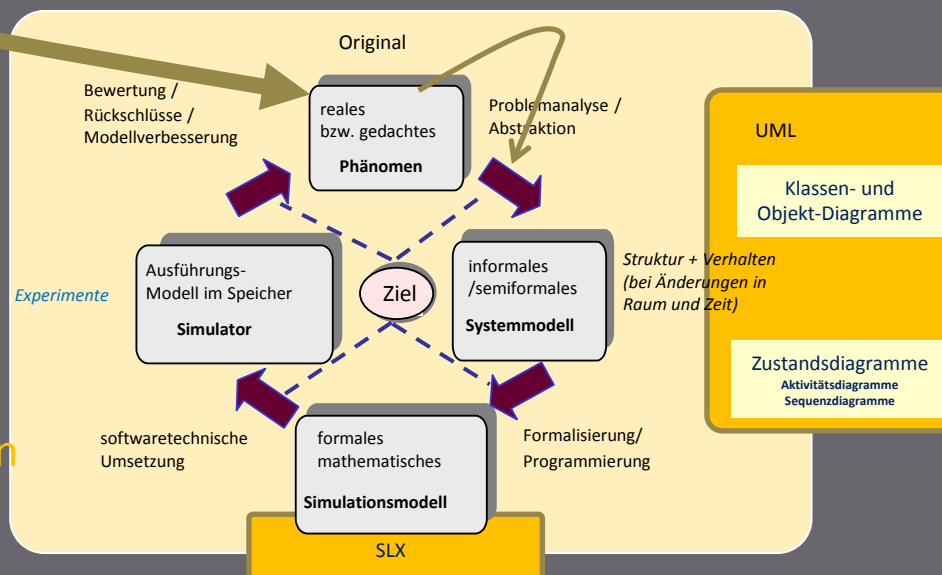 Original
Bewertung /
Rückschlüsse /
Modellverbesserung
reales
bzw. gedachtes
Phänomen
Problemanalyse /
Abstraktion
UML
Klassen- und
Objekt-Diagramme
Experimente
Ausführungs-
Modell im Speicher
Simulator
Ziel
informales
/semiformales
Systemmodell
Struktur + Verhalten
(bei Änderungen in
Raum und Zeit)
Zustandsdiagramme
Aktivitätsdiagramme
Sequenzdiagramme
softwaretechnische
Umsetzung
formales
mathematisches
Simulationsmodell
Formalisierung/
Programmierung
SLX